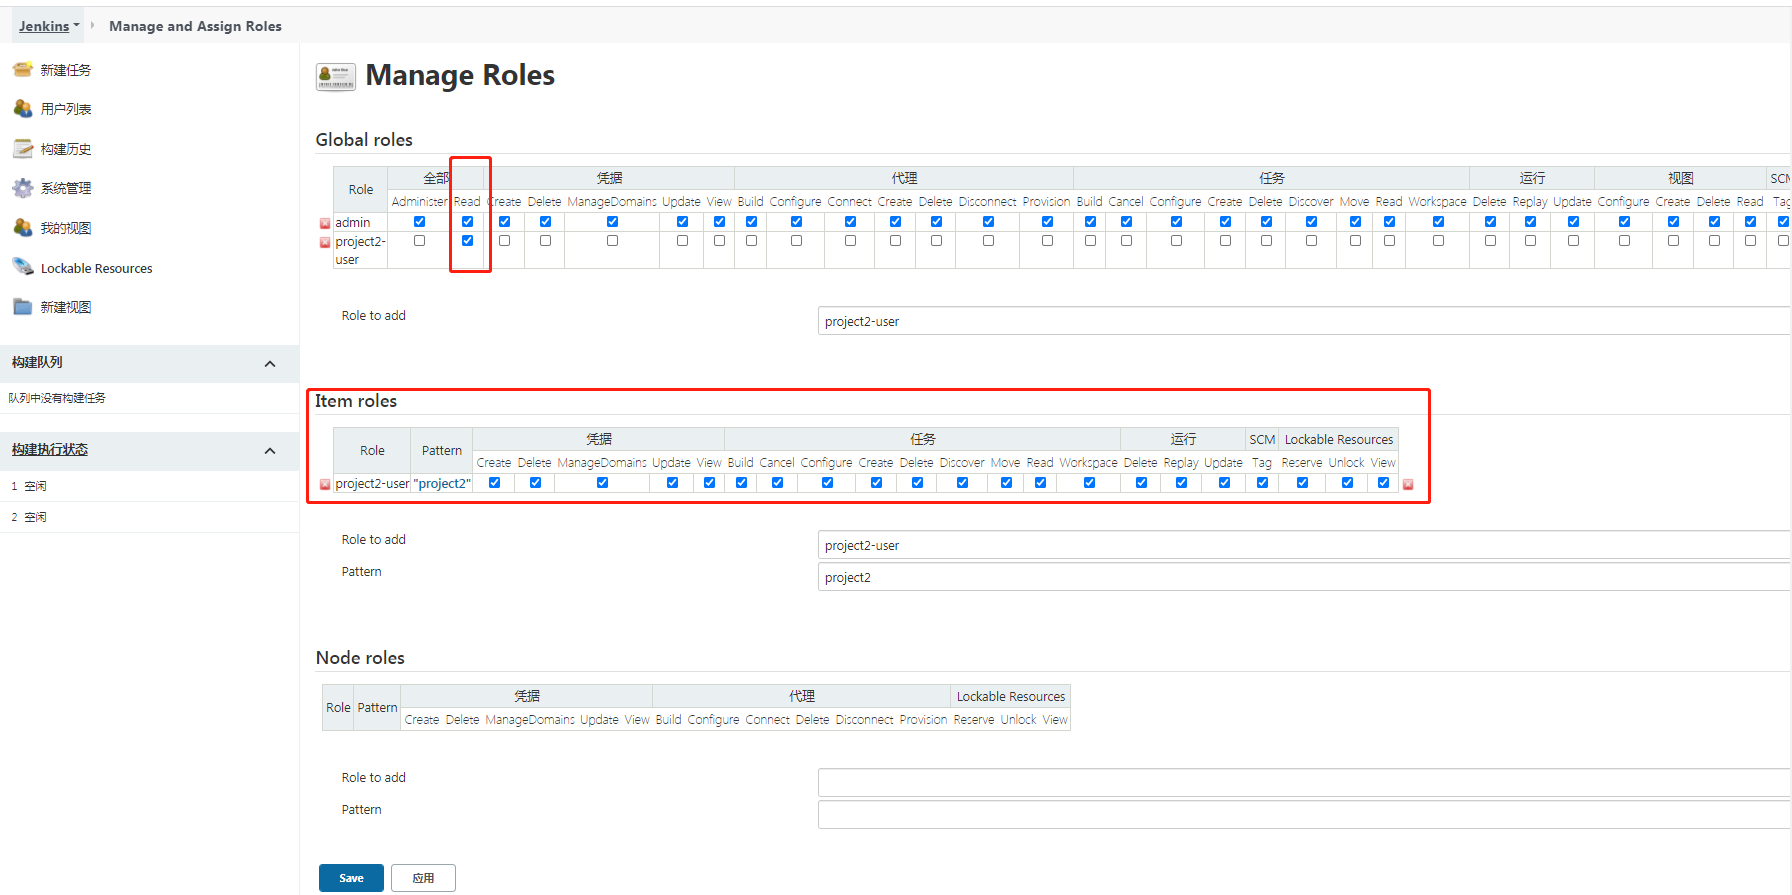 Jenkins
Manage and Assign Roles
新建任务
用户列表
构建历史
系统管理
我的视图
Lockable Resources
新建视图
构建队列
队列中没有构建任务
构建执行状态
1 空闲
2 空闲
Manage Roles
Global roles
Role 全部 凭据 代理 任务 运行 视图 SCM
Administer Read Create Delete ManageDomains Update View Build Configure Connect Create Delete Disconnect Provision Build Cancel Configure Create Delete Discover Move Read Workspace Delete Replay Update Configure Create Delete Read Tag
admin
project2-
user
Role to add project2-user
Item roles
Role Pattern 凭据 任务 运行 SCM Lockable Resources
Create Delete ManageDomains Update View Build Cancel Configure Create Delete Discover Move Read Workspace Delete Replay Update Tag Reserve Unlock View
project2-user "project2"
Role to add project2-user
Pattern project2
Node roles
Role Pattern 凭据 代理 Lockable Resources
Create Delete ManageDomains Update View Build Configure Connect Delete Disconnect Provision Reserve Unlock View
Role to add
Pattern
Save 应用